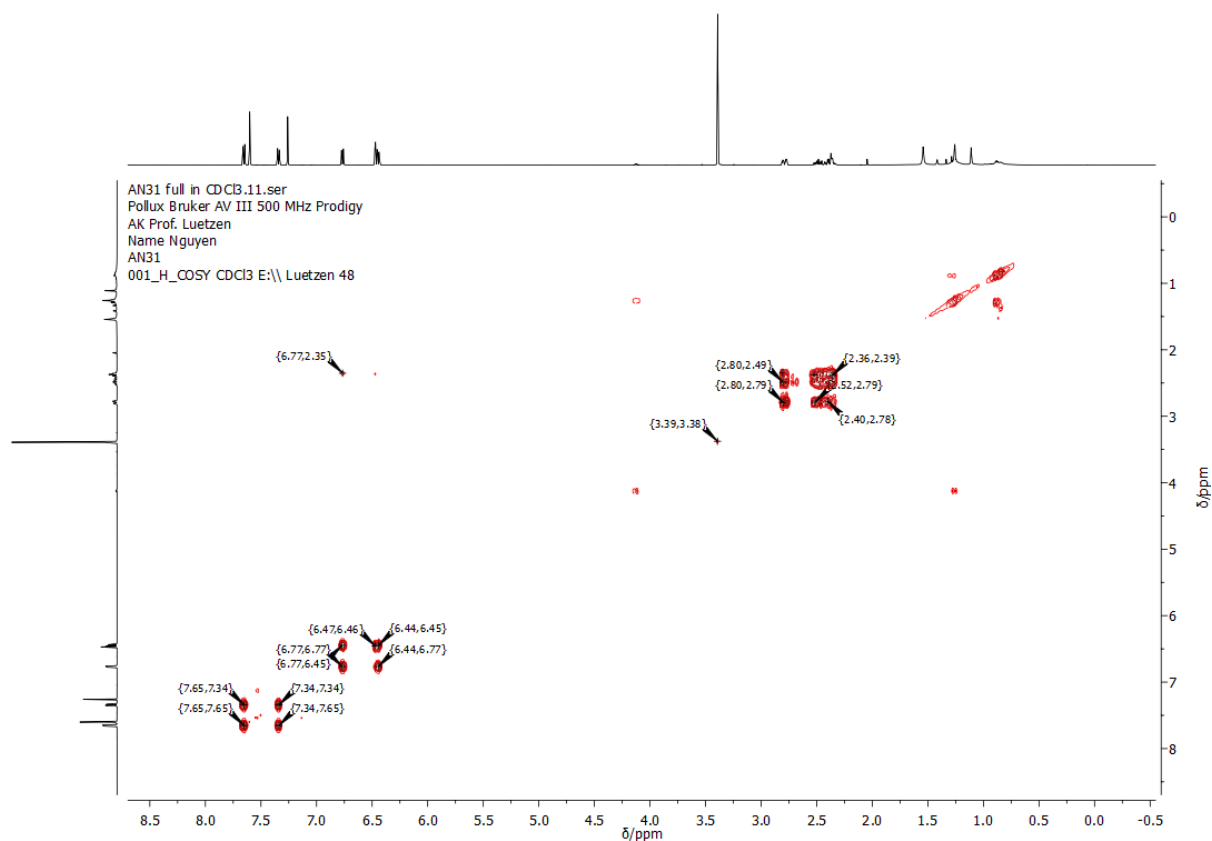 AN31 full in CDCl3.11.ser
Pollux Bruker AV III 500 MHz Prodigy
AK Prof. Luetzen
Name Nguyen
AN31
001_H_COSY CDCl3 E:\\ Luetzen 48
{6.77,2.35}
{2.80,2.49}
{2.36,2.39}
{2.80,2.79}
{2.52,2.79}
{3.39,3.38}
{2.40,2.78}
{6.47,6.46}
{6.44,6.45}
{6.77,6.77}
{6.44,6.77}
{6.77,6.45}
{7.65,7.34}
{7.34,7.34}
{7.65,7.65}
{7.34,7.65}
0
1
2
3
4
5
6
7
8
δ/ppm
8.5 8.0 7.5 7.0 6.5 6.0 5.5 5.0 4.5 4.0 3.5 3.0 2.5 2.0 1.5 1.0 0.5 0.0 -0.5
δ/ppm